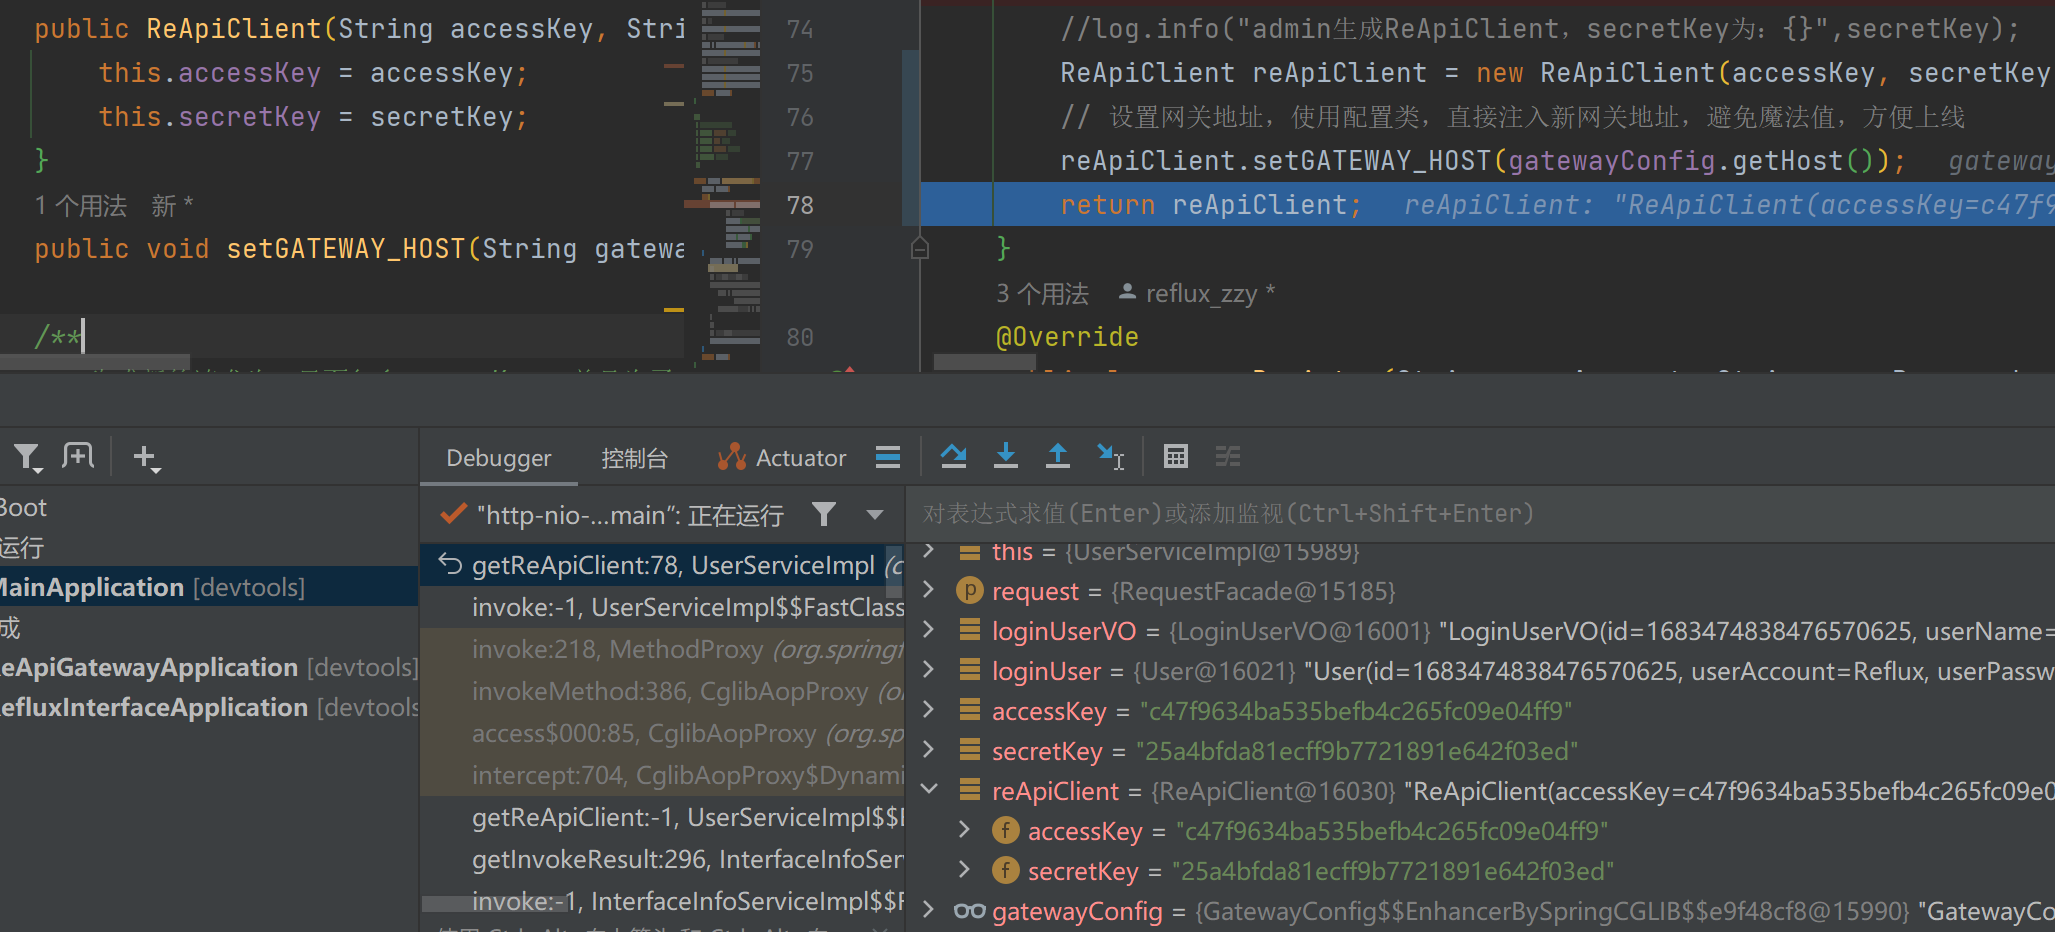 public ReApiClient(String accessKey, Stri
this.accessKey = accessKey;
this.secretKey = secretKey;
}
1 个用法 新 *
public void setGATEWAY_HOST(String gatewa
/**
74 //log.info("admin生成ReApiClient，secretKey为：{}",secretKey);
75 ReApiClient reApiClient = new ReApiClient(accessKey, secretKey
76 // 设置网关地址，使用配置类，直接注入新网关地址，避免魔法值，方便上线
77 reApiClient.setGATEWAY_HOST(gatewayConfig.getHost()); gateway
78 return reApiClient; reApiClient: "ReApiClient(accessKey=c47f9
79 }
3 个用法 reflux_zzy *
80 @Override
Debugger 控制台 Actuator
Boot
运行
MainApplication [devtools]
成
eApiGatewayApplication [devtools]
efluxInterfaceApplication [devtools
"http-nio-...main": 正在运行
getReApiClient:78, UserServiceImpl (c
invoke:-1, UserServiceImpl$$FastClass
invoke:218, MethodProxy (org.springf
invokeMethod:386, CglibAopProxy (o
access$000:85, CglibAopProxy (org.sp
intercept:704, CglibAopProxy$Dynami
getReApiClient:-1, UserServiceImpl$$E
getInvokeResult:296, InterfaceInfoSer
invoke:-1, InterfaceInfoServiceImpl$$F
对表达式求值(Enter)或添加监视(Ctrl+Shift+Enter)
this = {UserServiceImpl@15989}
p request = {RequestFacade@15185}
loginUserVO = {LoginUserVO@16001} "LoginUserVO(id=1683474838476570625, userName=
loginUser = {User@16021} "User(id=1683474838476570625, userAccount=Reflux, userPassw
accessKey = "c47f9634ba535befb4c265fc09e04ff9"
secretKey = "25a4bfda81ecff9b7721891e642f03ed"
reApiClient = {ReApiClient@16030} "ReApiClient(accessKey=c47f9634ba535befb4c265fc09e0
f accessKey = "c47f9634ba535befb4c265fc09e04ff9"
f secretKey = "25a4bfda81ecff9b7721891e642f03ed"
gatewayConfig = {GatewayConfig$$EnhancerBySpringCGLIB$$e9f48cf8@15990} "GatewayCo